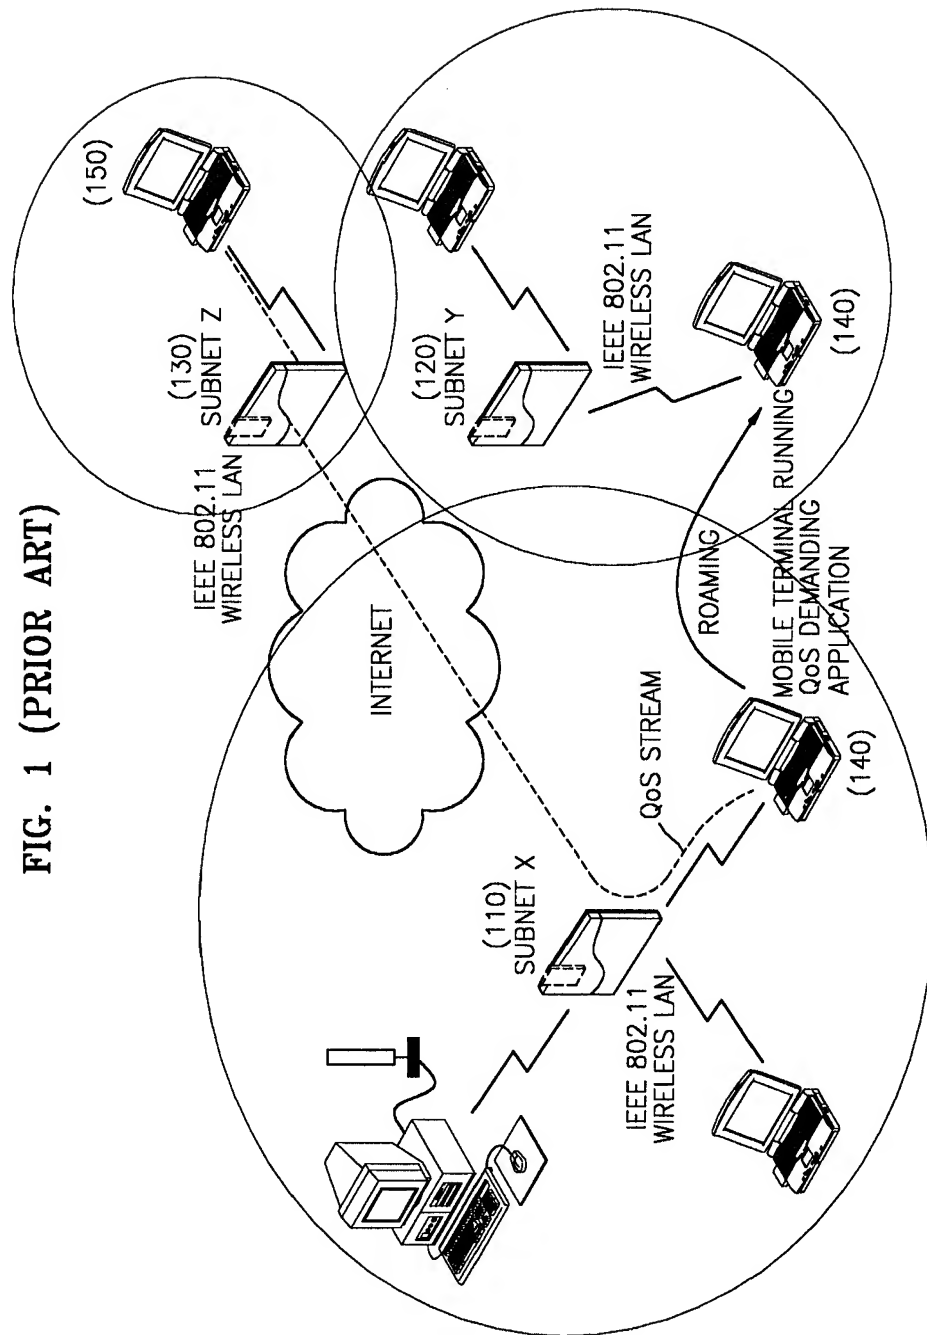 FIG. 1 (PRIOR ART)
(150)
(130)
SUBNET Z
IEEE 802.11
WIRELESS LAN
INTERNET
(120)
SUBNET Y
IEEE 802.11
WIRELESS LAN
(140)
ROAMING
MOBILE TERMINAL RUNNING
QoS DEMANDING
APPLICATION
QoS STREAM
(140)
(110)
SUBNET X
IEEE 802.11
WIRELESS LAN